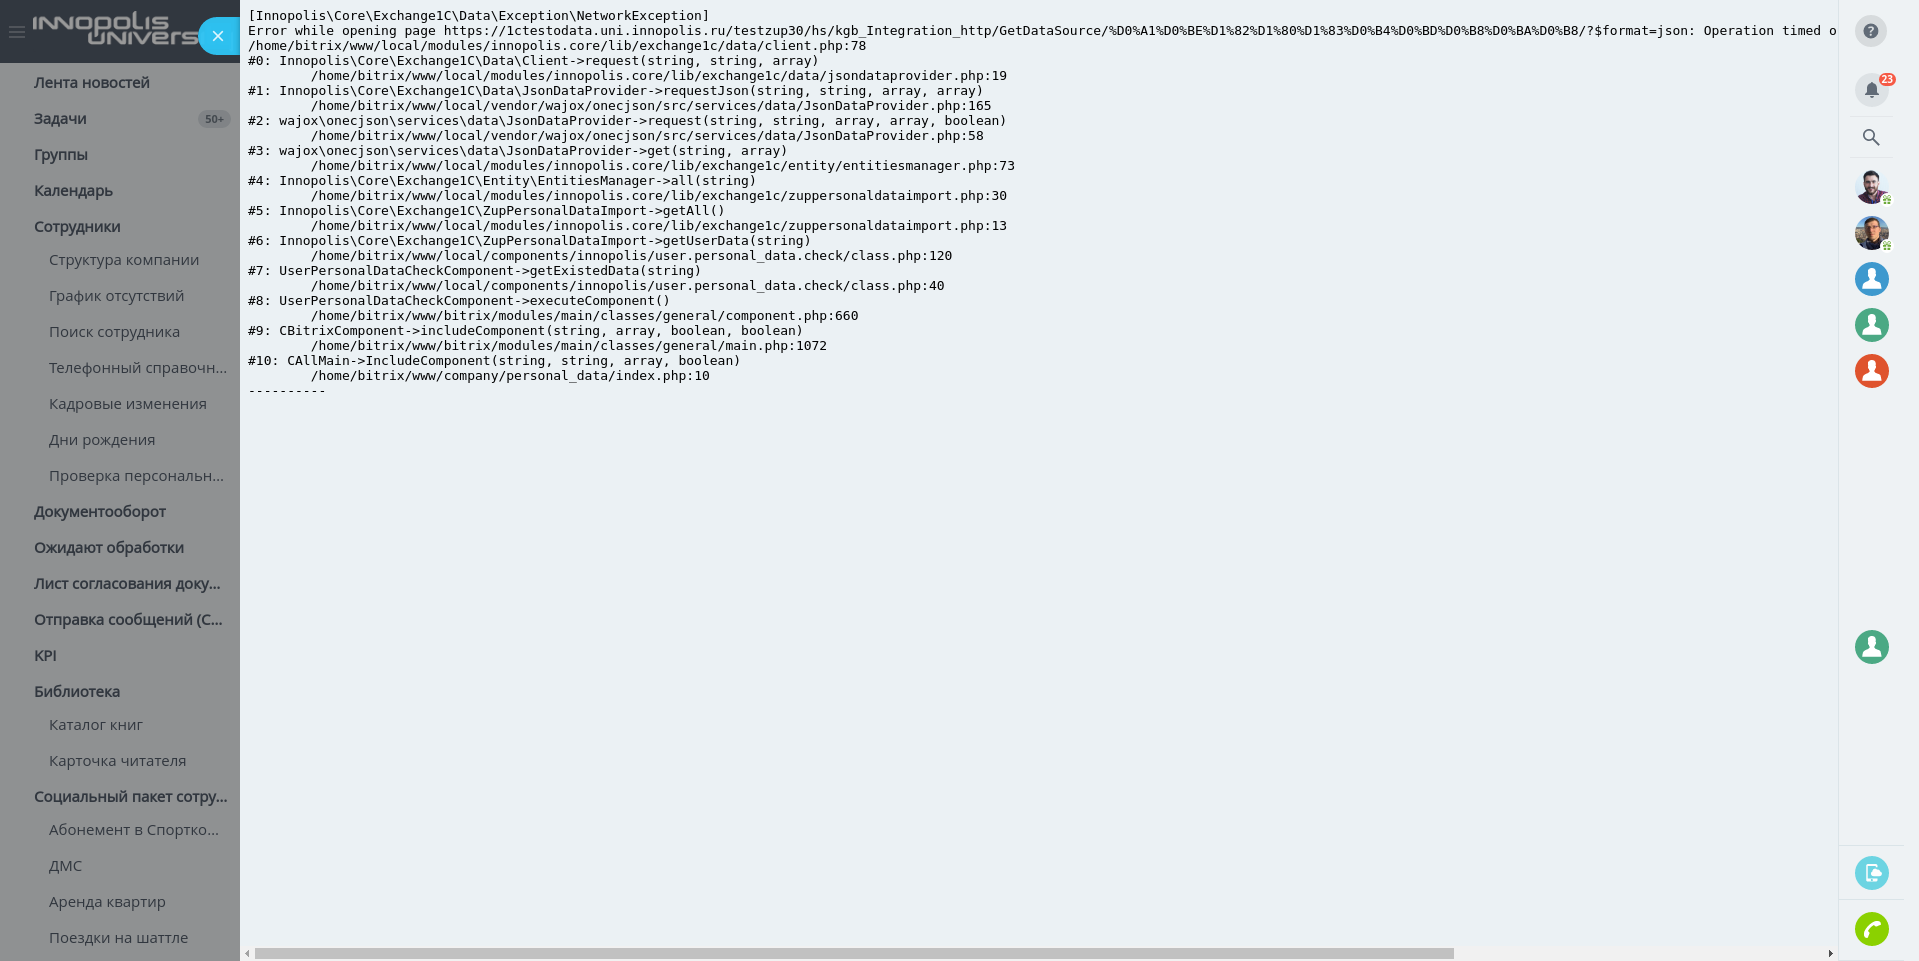 INNOPOLIS
UNIVERS
Лента новостей
Задачи 50+
Группы
Календарь
Сотрудники
Структура компании
График отсутствий
Поиск сотрудника
Телефонный справочн...
Кадровые изменения
Дни рождения
Проверка персональн...
Документооборот
Ожидают обработки
Лист согласования доку...
Отправка сообщений (С...
KPI
Библиотека
Каталог книг
Карточка читателя
Социальный пакет сотру...
Абонемент в Спортко...
ДМС
Аренда квартир
Поездки на шаттле
[Innopolis\Core\Exchange1C\Data\Exception\NetworkException]
Error while opening page https://1ctestodata.uni.innopolis.ru/testzup30/hs/kgb_Integration_http/GetDataSource/%D0%A1%D0%BE%D1%82%D1%80%D1%83%D0%B4%D0%BD%D0%B8%D0%BA%D0%B8/?$format=json: Operation timed o
/home/bitrix/www/local/modules/innopolis.core/lib/exchange1c/data/client.php:78
#0: Innopolis\Core\Exchange1C\Data\Client->request(string, string, array)
/home/bitrix/www/local/modules/innopolis.core/lib/exchange1c/data/jsondataprovider.php:19
#1: Innopolis\Core\Exchange1C\Data\JsonDataProvider->requestJson(string, string, array, array)
/home/bitrix/www/local/vendor/wajox/onecjson/src/services/data/JsonDataProvider.php:165
#2: wajox\onecjson\services\data\JsonDataProvider->request(string, string, array, array, boolean)
/home/bitrix/www/local/vendor/wajox/onecjson/src/services/data/JsonDataProvider.php:58
#3: wajox\onecjson\services\data\JsonDataProvider->get(string, array)
/home/bitrix/www/local/modules/innopolis.core/lib/exchange1c/entity/entitiesmanager.php:73
#4: Innopolis\Core\Exchange1C\Entity\EntitiesManager->all(string)
/home/bitrix/www/local/modules/innopolis.core/lib/exchange1c/zuppersonaldataimport.php:30
#5: Innopolis\Core\Exchange1C\ZupPersonalDataImport->getAll()
/home/bitrix/www/local/modules/innopolis.core/lib/exchange1c/zuppersonaldataimport.php:13
#6: Innopolis\Core\Exchange1C\ZupPersonalDataImport->getUserData(string)
/home/bitrix/www/local/components/innopolis/user.personal_data.check/class.php:120
#7: UserPersonalDataCheckComponent->getExistedData(string)
/home/bitrix/www/local/components/innopolis/user.personal_data.check/class.php:40
#8: UserPersonalDataCheckComponent->executeComponent()
/home/bitrix/www/bitrix/modules/main/classes/general/component.php:660
#9: CBitrixComponent->includeComponent(string, array, boolean, boolean)
/home/bitrix/www/bitrix/modules/main/classes/general/main.php:1072
#10: CAllMain->IncludeComponent(string, string, array, boolean)
/home/bitrix/www/company/personal_data/index.php:10
----------
23